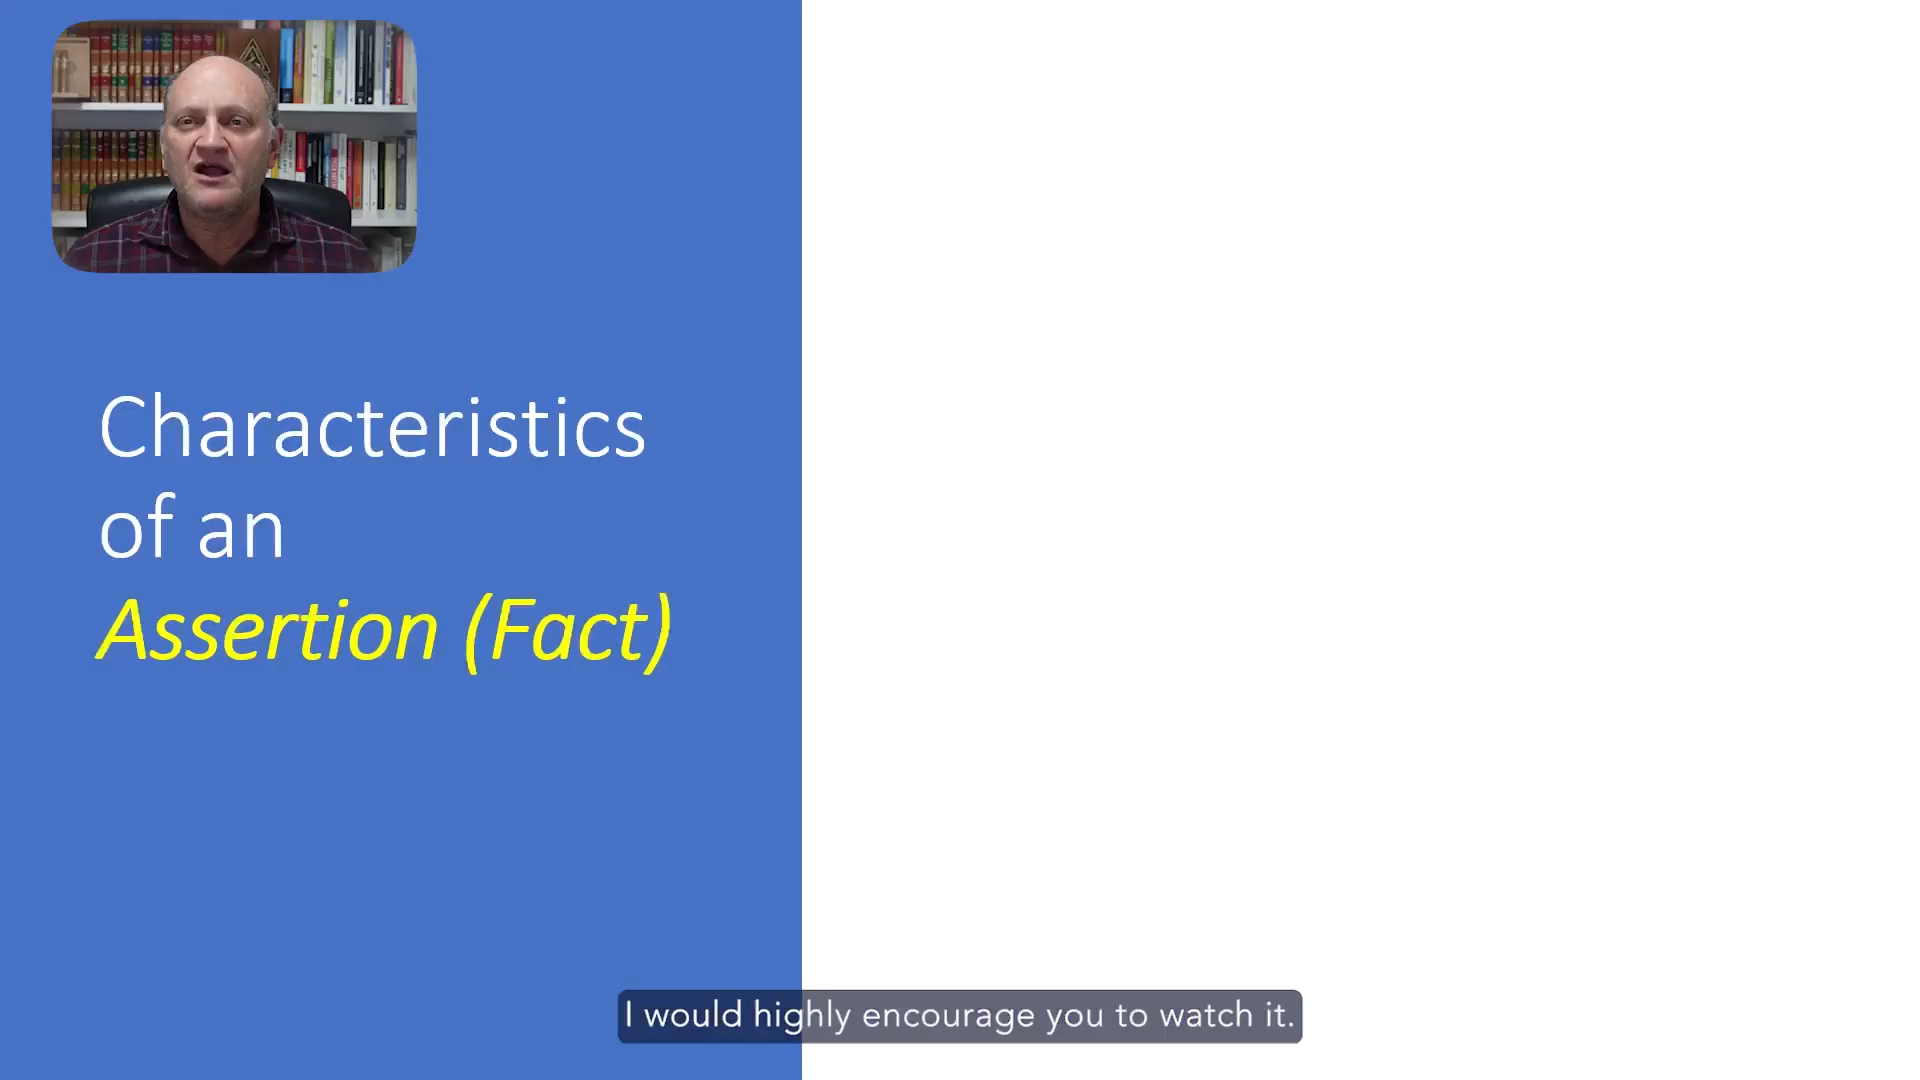 Characteristics
of an
Assertion (Fact)
I would highly encourage you to watch it.